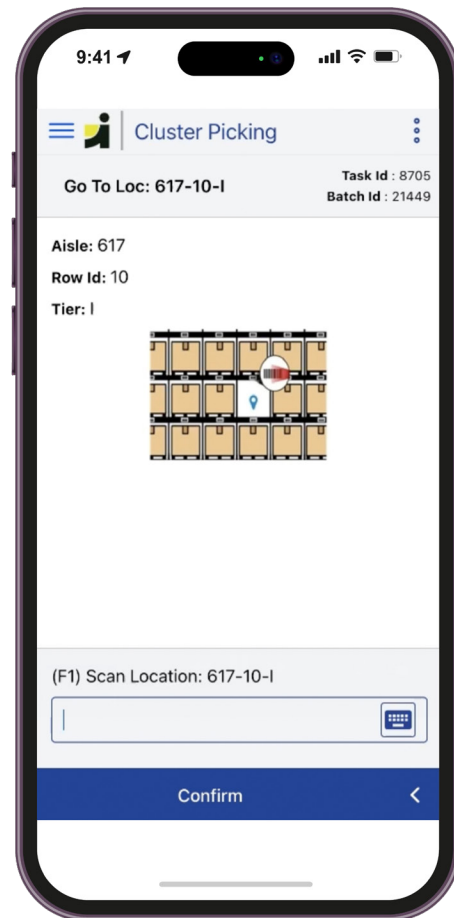 9:41
Cluster Picking
Go To Loc: 617-10-I
Task Id : 8705
Batch Id : 21449
Aisle: 617
Row Id: 10
Tier: I
(F1) Scan Location: 617-10-I
Confirm